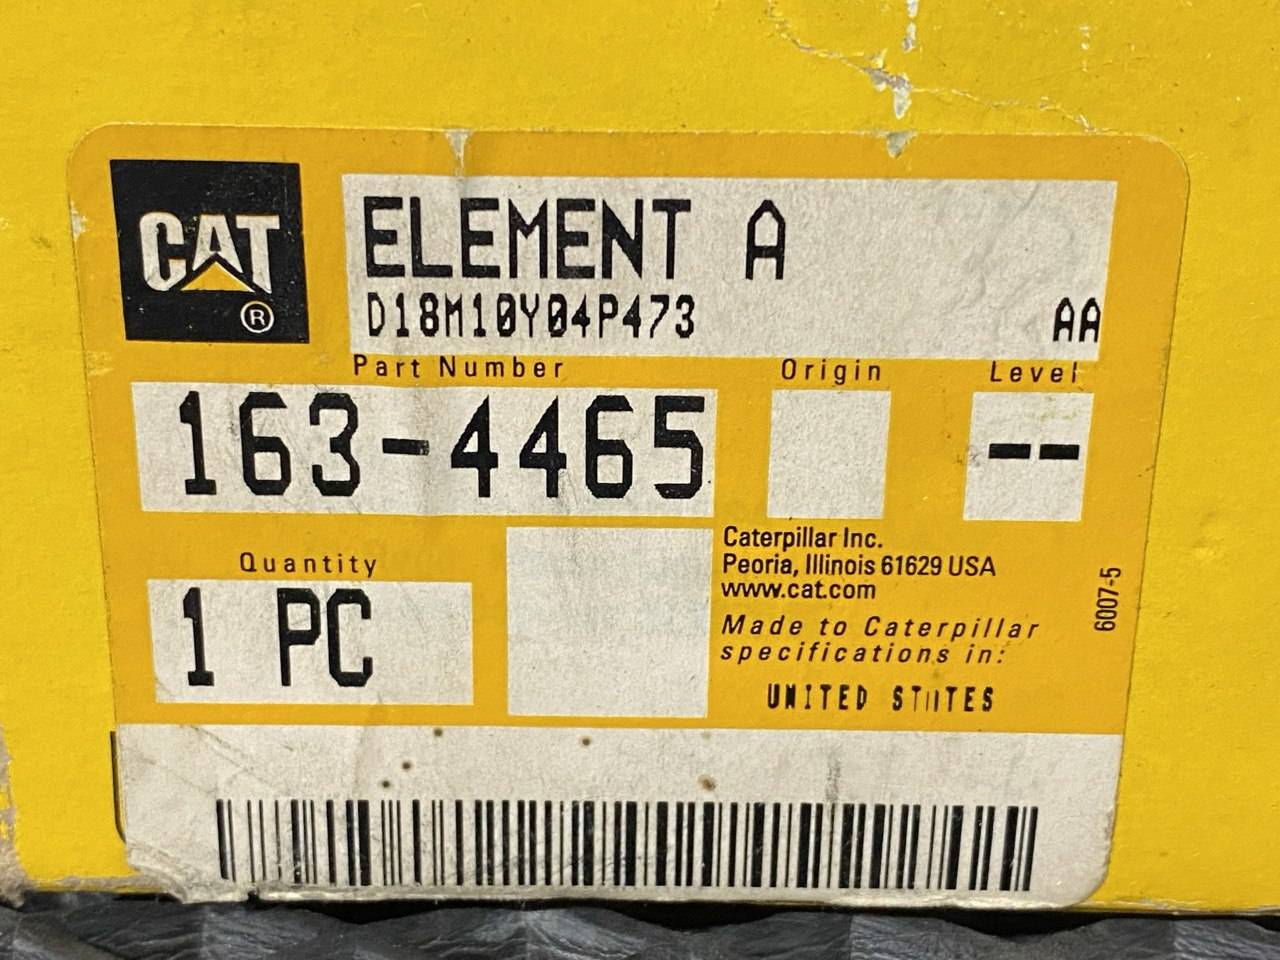 CAT
®
ELEMENT A
D18M10Y04P473
AA
Part Number
Origin
Level
163-4465
--
Quantity
1 PC
Caterpillar Inc.
Peoria, Illinois 61629 USA
www.cat.com
Made to Caterpillar
specifications in:
UNITED STATES
6007-5